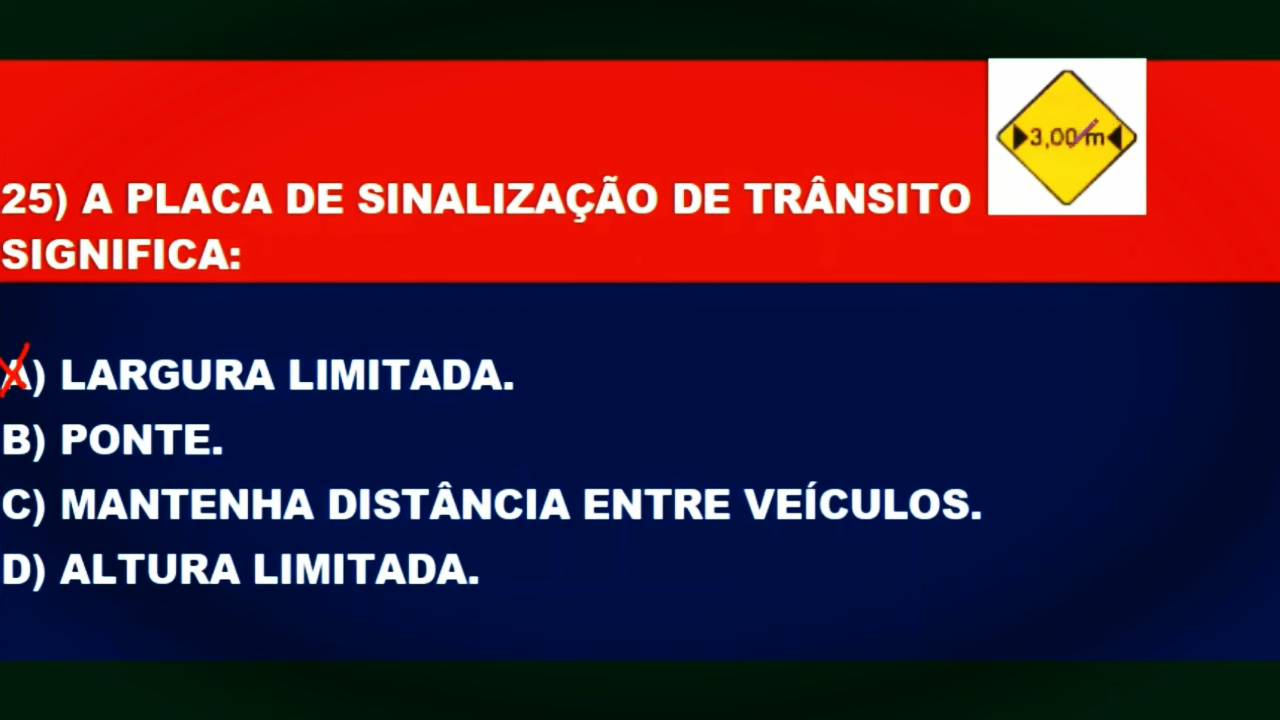 3,00 m
25) A PLACA DE SINALIZAÇÃO DE TRÂNSITO
SIGNIFICA:
A) LARGURA LIMITADA.
B) PONTE.
C) MANTENHA DISTÂNCIA ENTRE VEÍCULOS.
D) ALTURA LIMITADA.